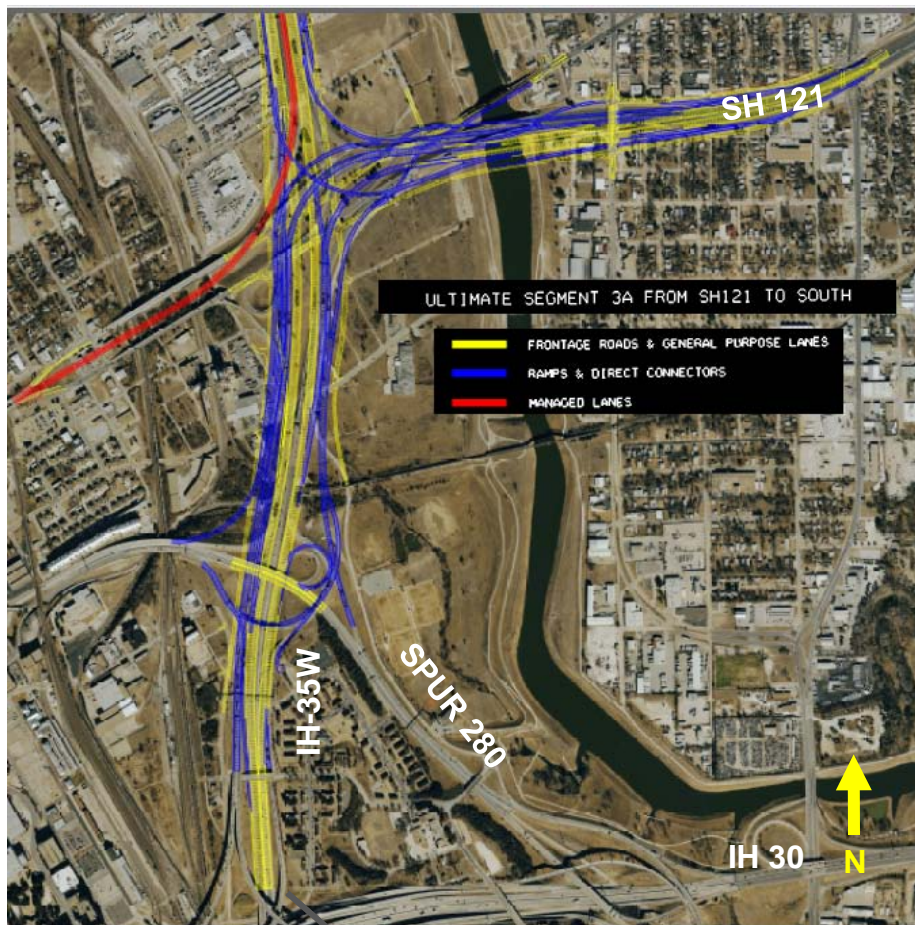 SH 121
ULTIMATE SEGMENT 3A FROM SH121 TO SOUTH
FRONTAGE ROADS & GENERAL PURPOSE LANES
RAMPS & DIRECT CONNECTORS
MANAGED LANES
IH-35W
SPUR 280
IH 30
N